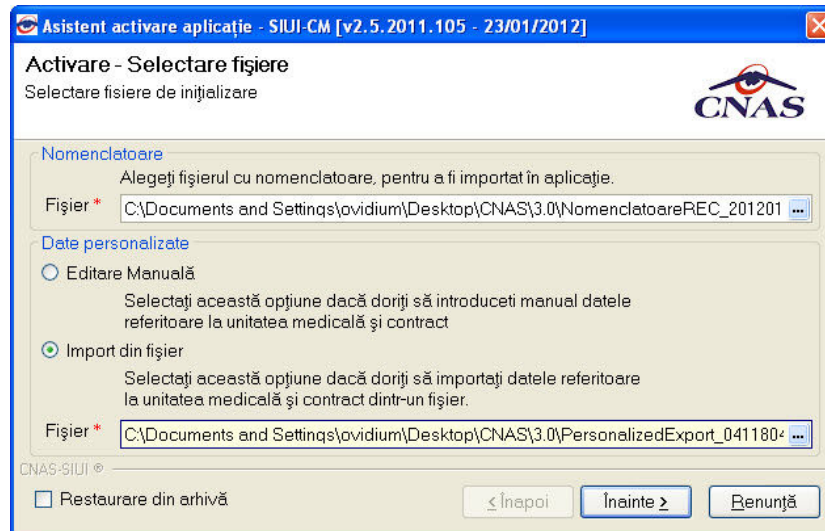 Asistent activare aplicație - SIUI-CM [v2.5.2011.105 - 23/01/2012]
Activare - Selectare fişiere
Selectare fisiere de iniţializare
CNAS
Nomenclatoare
Alegeţi fişierul cu nomenclatoare, pentru a fi importat în aplicaţie.
Fişier * C:\Documents and Settings\ovidium\Desktop\CNAS\3.0\NomenclatoareREC_201201 ...
Date personalizate
Editare Manuală
Selectaţi această opţiune dacă doriţi să introduceti manual datele
referitoare la unitatea medicală şi contract
Import din fişier
Selectaţi această opţiune dacă doriţi să importaţi datele referitoare
la unitatea medicală şi contract dintr-un fişier.
Fişier * C:\Documents and Settings\ovidium\Desktop\CNAS\3.0\PersonalizedExport_0411804 ...
CNAS-SIUI ®
Restaurare din arhivă < Înapoi Înainte > Renunţă